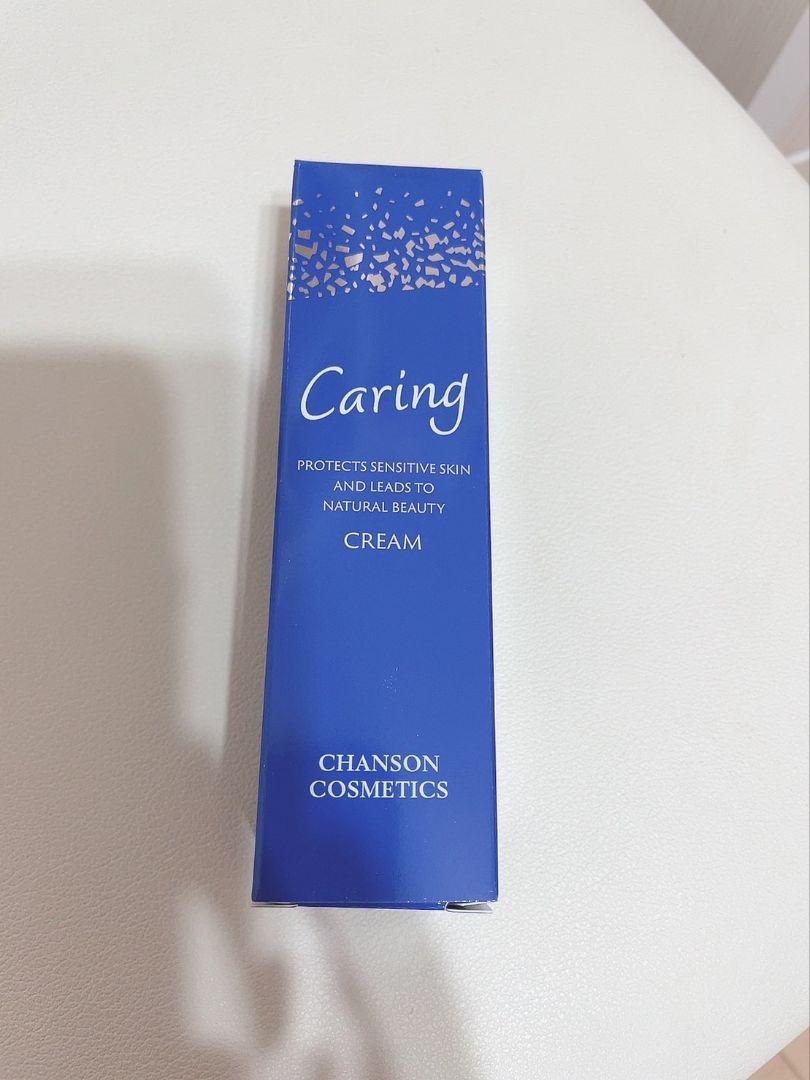 Caring
PROTECTS SENSITIVE SKIN
AND LEADS TO
NATURAL BEAUTY
CREAM
CHANSON
COSMETICS